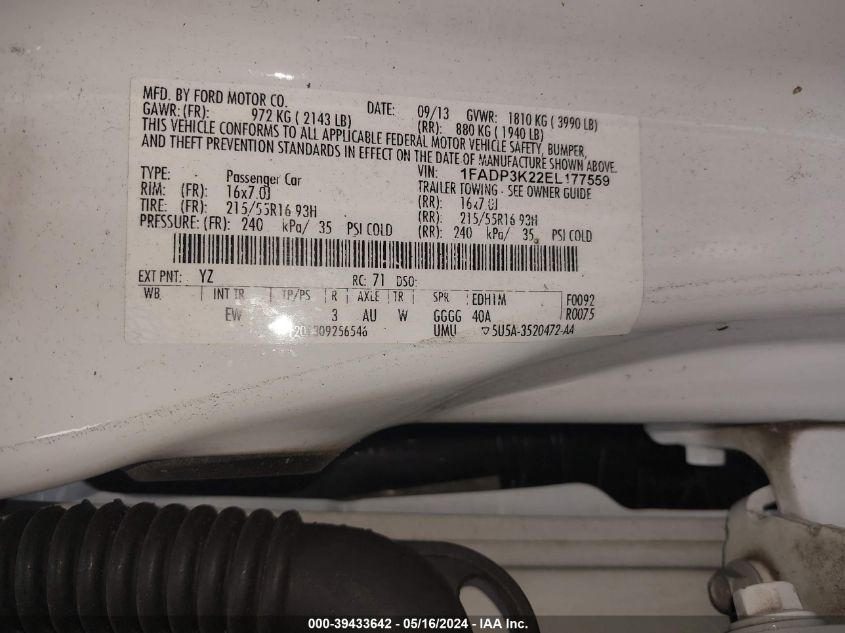 MFD. BY FORD MOTOR CO. DATE: 09/13 GVWR: 1810 KG ( 3990 LB)
GAWR: (FR): 972 KG ( 2143 LB) (RR): 880 KG ( 1940 LB)
THIS VEHICLE CONFORMS TO ALL APPLICABLE FEDERAL MOTOR VEHICLE SAFETY, BUMPER,
AND THEFT PREVENTION STANDARDS IN EFFECT ON THE DATE OF MANUFACTURE SHOWN ABOVE.
VIN: 1FADP3K22EL177559
TYPE: Passenger Car TRAILER TOWING - SEE OWNER GUIDE
RIM: (FR): 16x7.0J (RR): 16x7.0J
TIRE: (FR): 215/55R16 93H (RR): 215/55R16 93H
PRESSURE: (FR): 240 kPa/ 35 PSI COLD (RR): 240 kPa/ 35 PSI COLD
EXT PNT: YZ RC: 71 DSO:
WB INT TR TP/PS R AXLE TR SPR EDH1M F0092
EW 3 AU W GGGG 40A R0075
309256546 UMU ▽5U5A-3520472-AA
000-39433642 - 05/16/2024 - IAA Inc.